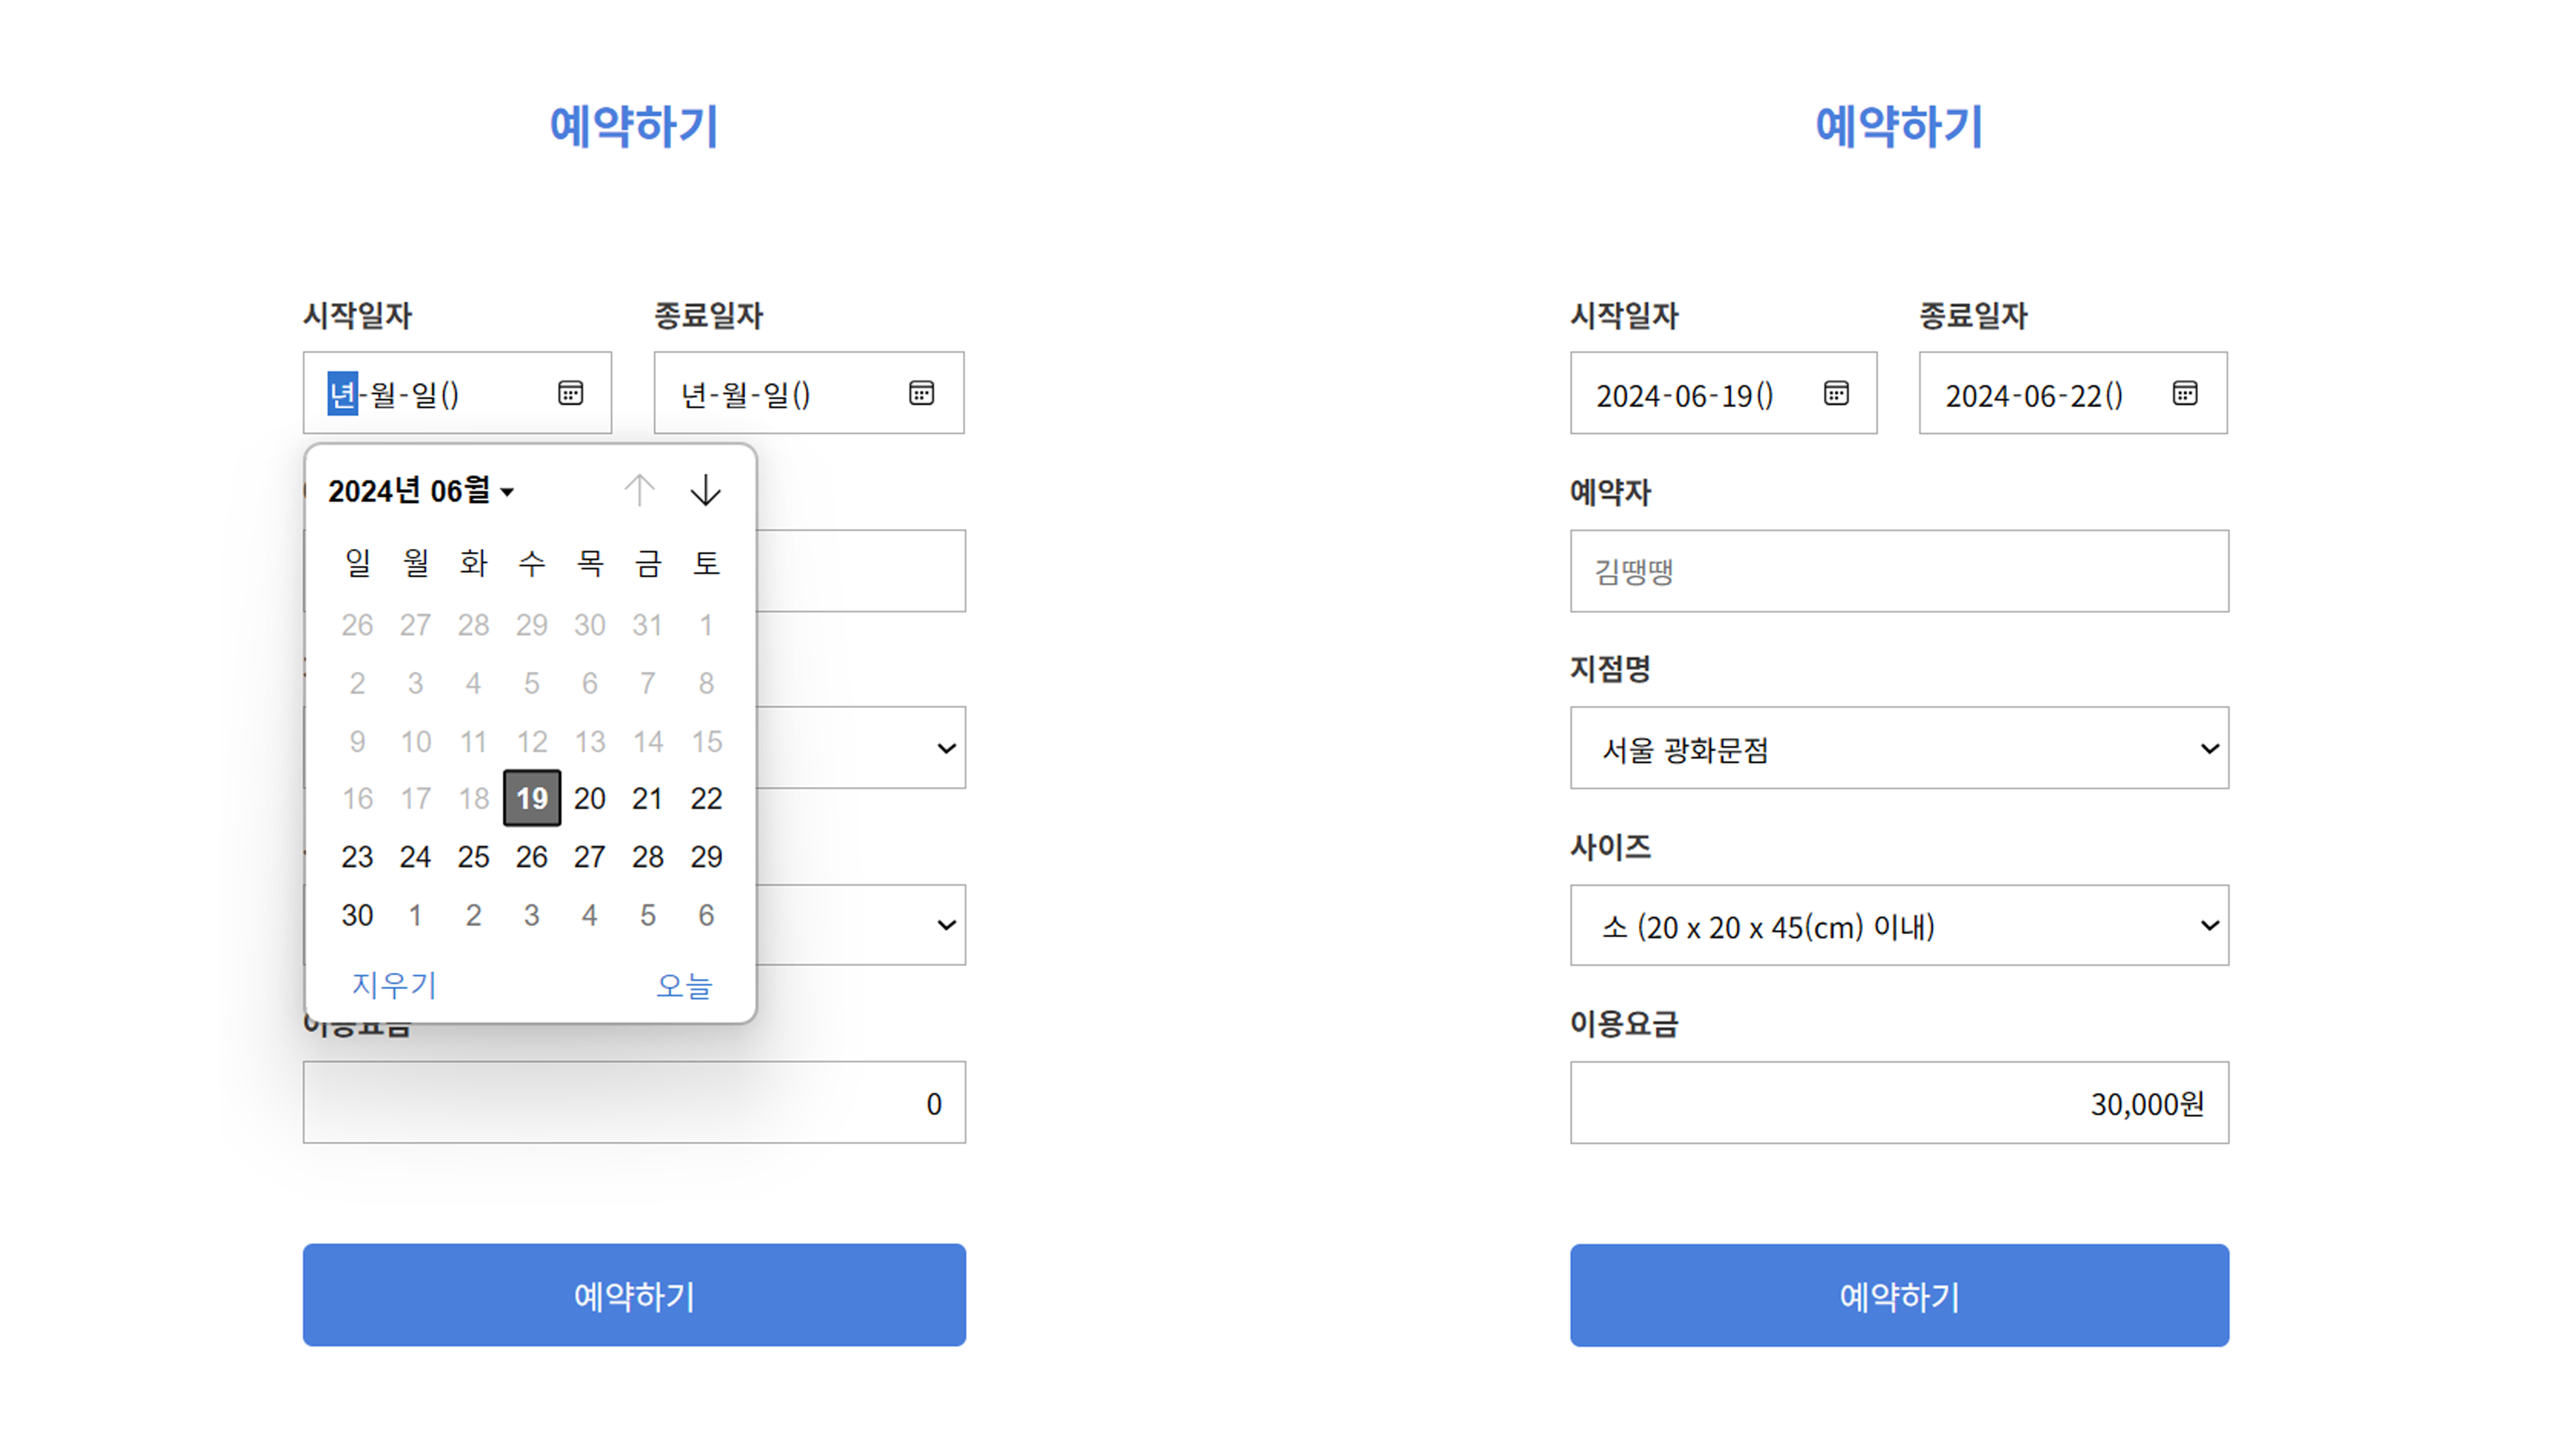 예약하기
시작일자 종료일자
년-월-일() 년-월-일()
2024년 06월
일 월 화 수 목 금 토
26 27 28 29 30 31 1
2 3 4 5 6 7 8
9 10 11 12 13 14 15
16 17 18 19 20 21 22
23 24 25 26 27 28 29
30 1 2 3 4 5 6
지우기 오늘
이용요금
0
예약하기
예약하기
시작일자 종료일자
2024-06-19() 2024-06-22()
예약자
김땡땡
지점명
서울 광화문점
사이즈
소 (20 x 20 x 45(cm) 이내)
이용요금
30,000원
예약하기